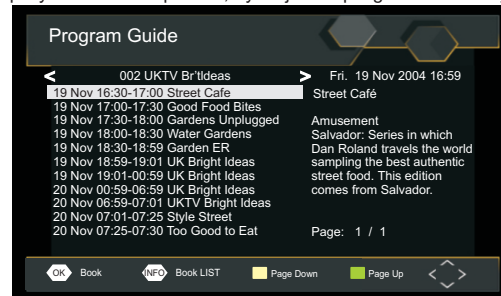 Program Guide
< 002 UKTV Br'tIdeas >
Fri. 19 Nov 2004 16:59
19 Nov 16:30-17:00 Street Cafe
19 Nov 17:00-17:30 Good Food Bites
19 Nov 17:30-18:00 Gardens Unplugged
19 Nov 18:00-18:30 Water Gardens
19 Nov 18:30-18:59 Garden ER
19 Nov 18:59-19:01 UK Bright Ideas
19 Nov 19:01-00:59 UK Bright Ideas
20 Nov 00:59-06:59 UK Bright Ideas
20 Nov 06:59-07:01 UKTV Bright Ideas
20 Nov 07:01-07:25 Style Street
20 Nov 07:25-07:30 Too Good to Eat
Street Café
Amusement
Salvador: Series in which
Dan Roland travels the world
sampling the best authentic
street food. This edition
comes from Salvador.
Page: 1 / 1
OK Book INFO Book LIST Page Down Page Up